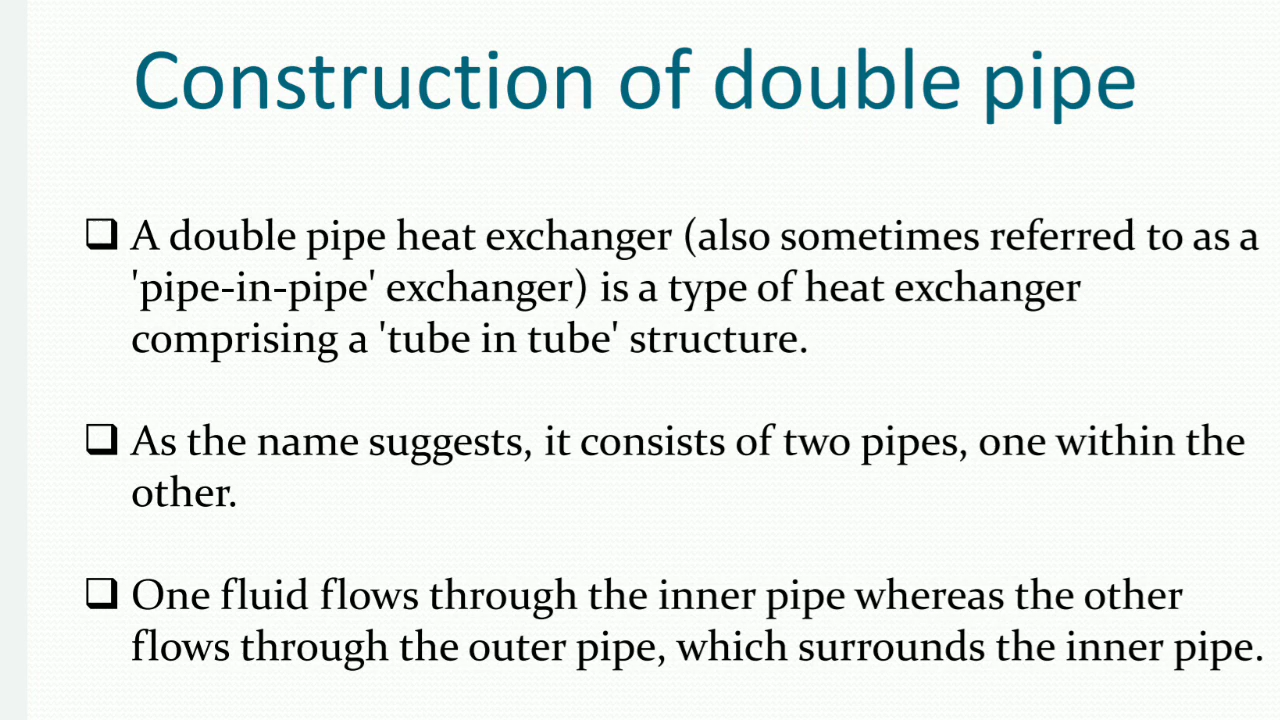 Construction of double pipe
❑ A double pipe heat exchanger (also sometimes referred to as a
'pipe-in-pipe' exchanger) is a type of heat exchanger
comprising a 'tube in tube' structure.
❑ As the name suggests, it consists of two pipes, one within the
other.
❑ One fluid flows through the inner pipe whereas the other
flows through the outer pipe, which surrounds the inner pipe.